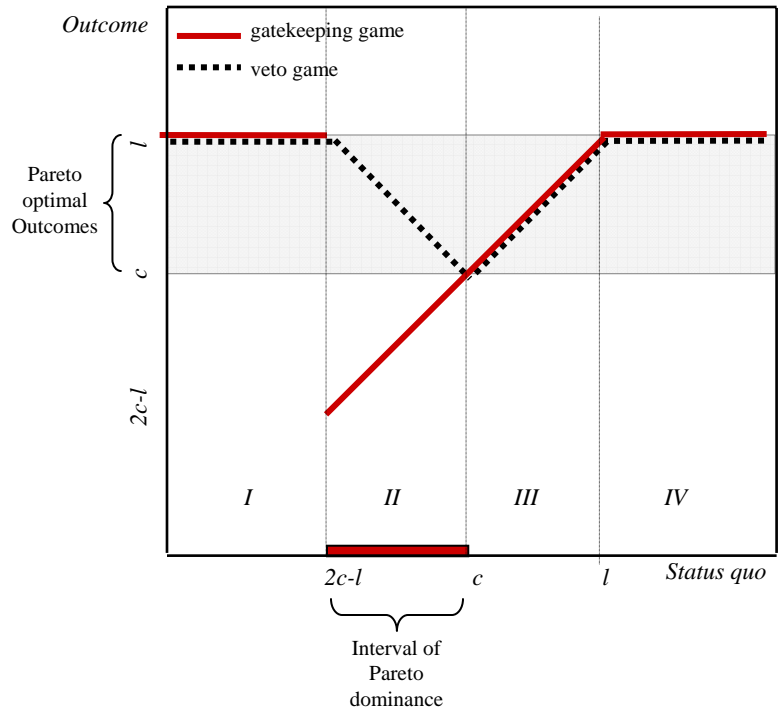 Outcome
gatekeeping game
veto game
l
Pareto
optimal
Outcomes
c
2c-l
I
II
III
IV
2c-l
c
l
Status quo
Interval of
Pareto
dominance